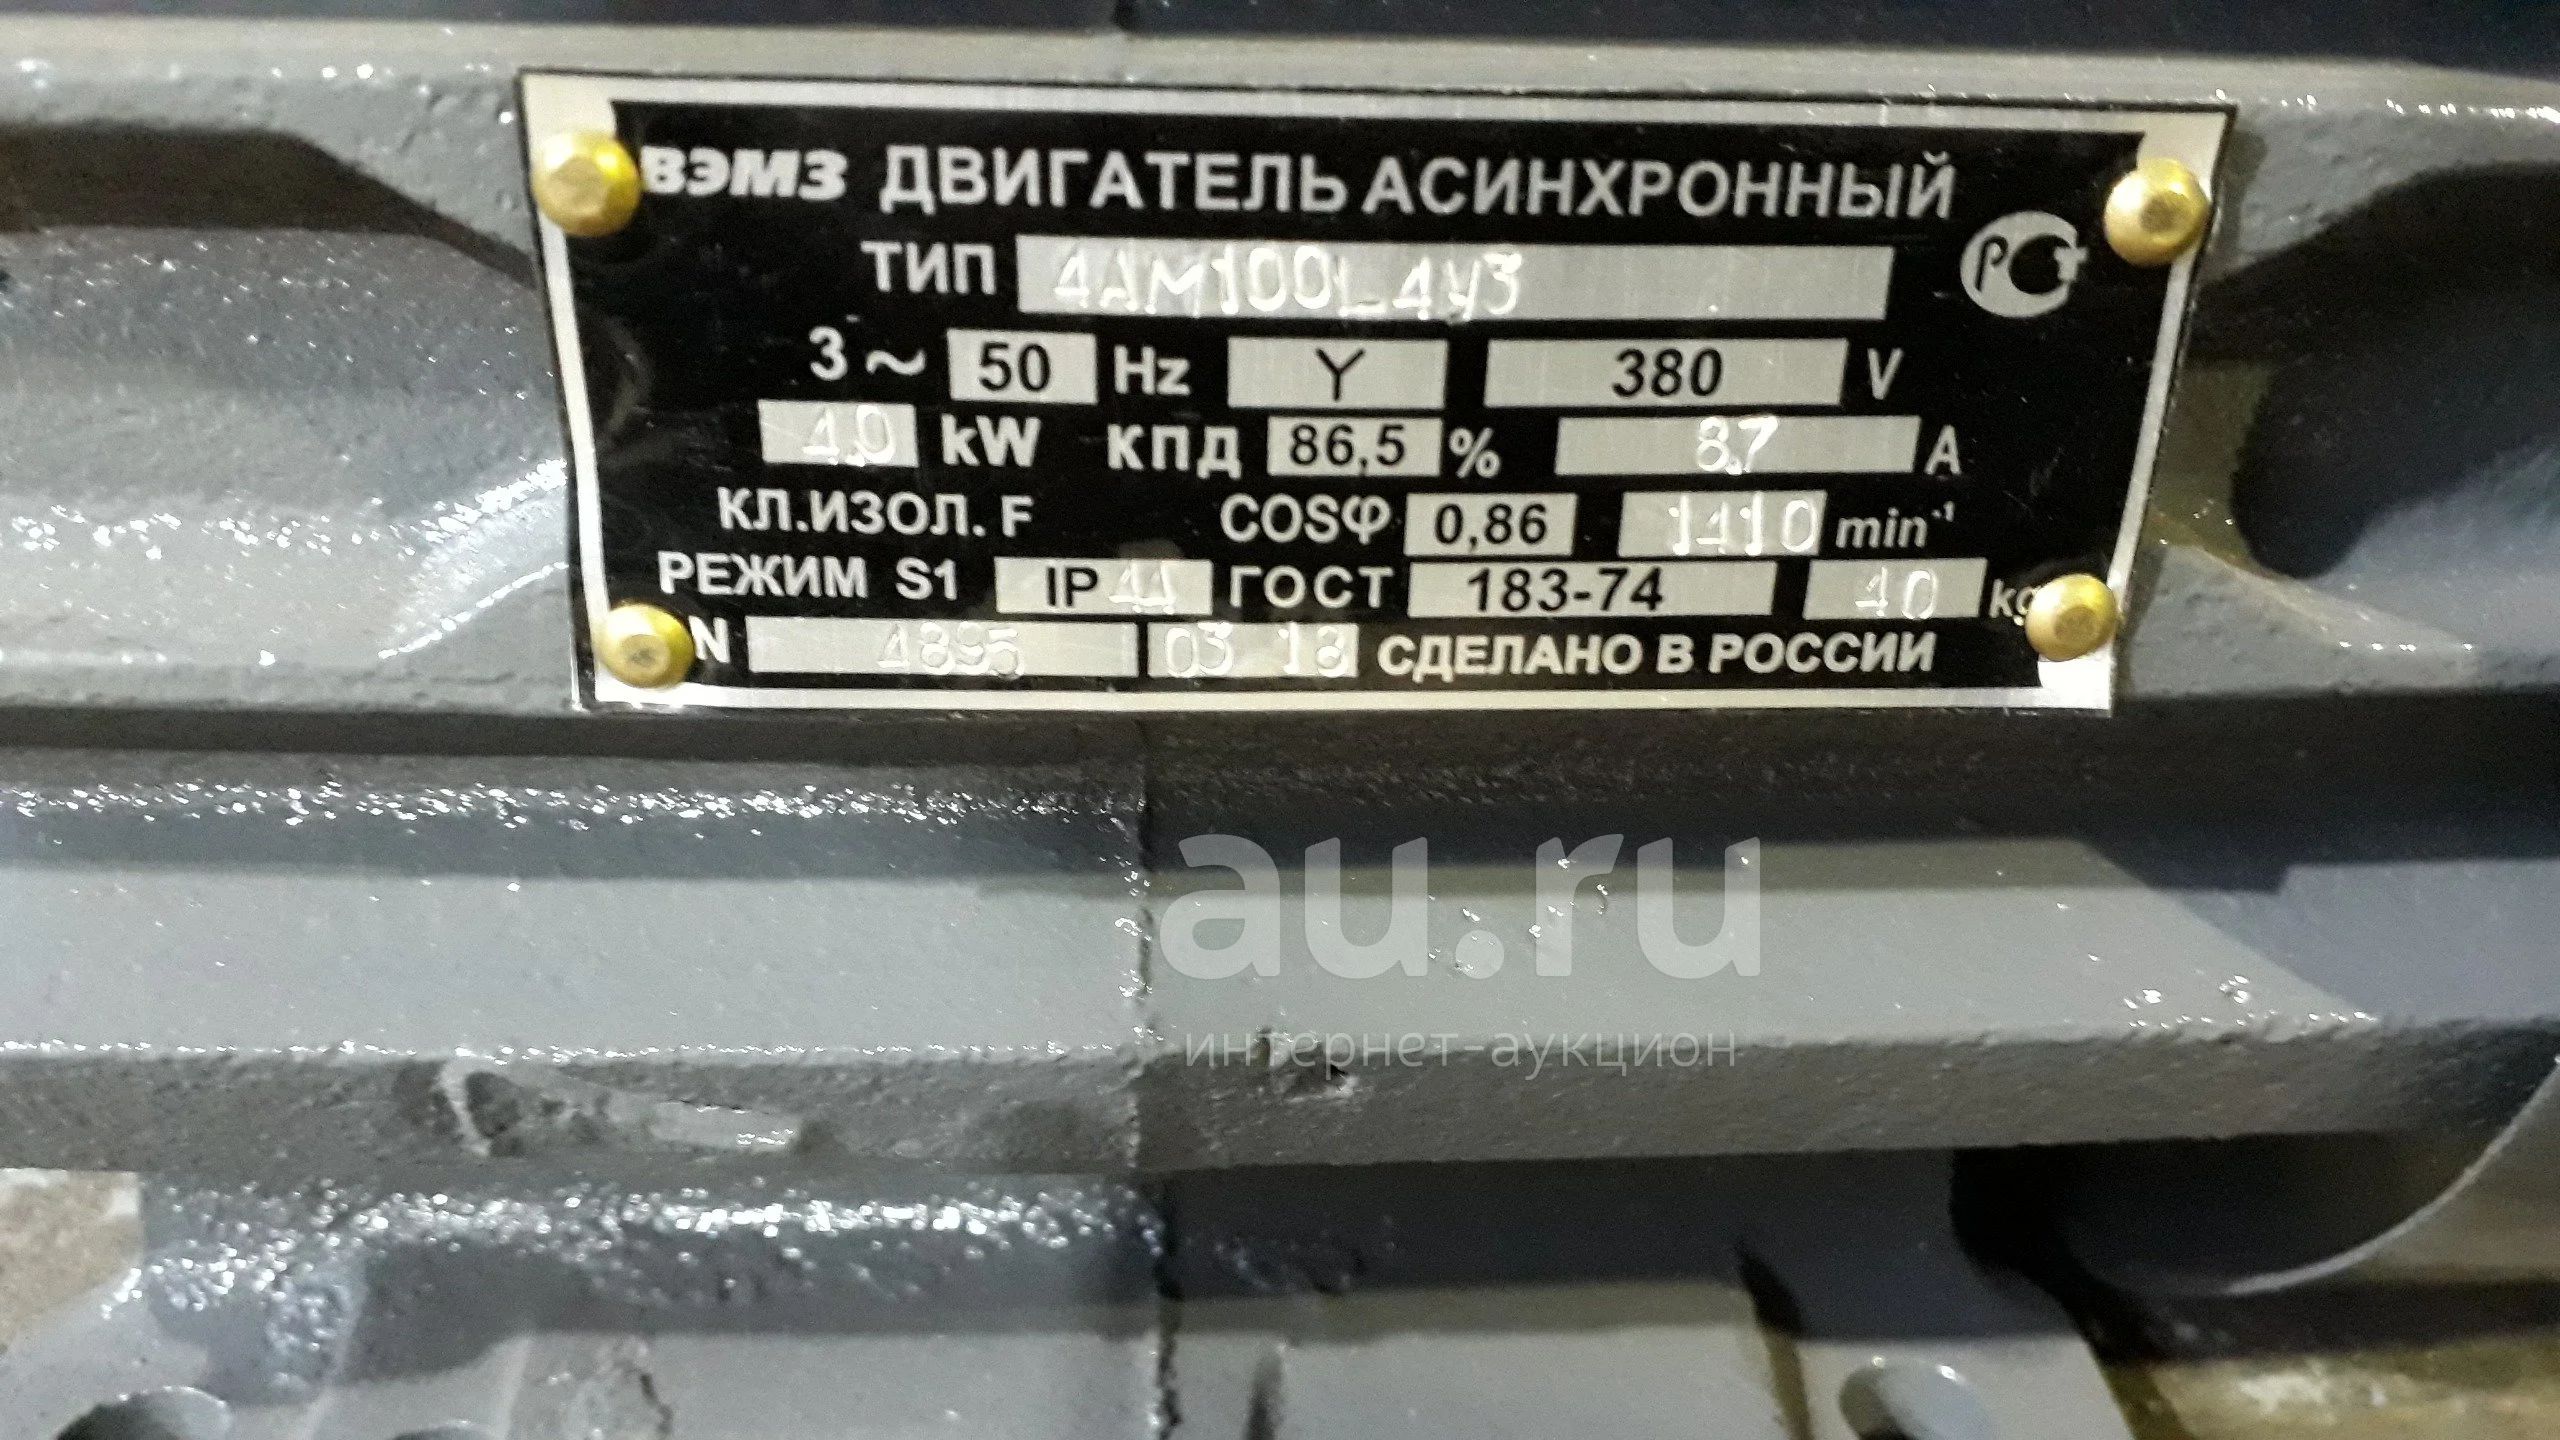 ВЭМЗ ДВИГАТЕЛЬ АСИНХРОННЫЙ
ТИП 4АМ100L4У3
3~ 50 Hz Y 380 V
4,0 kW КПД 86,5 % 8,7 A
КЛ.ИЗОЛ. F COSφ 0,86 1410 min⁻¹
РЕЖИМ S1 IP44 ГОСТ 183-74 40 kg
N 4895 03 18 СДЕЛАНО В РОССИИ
au.ru
интернет-аукцион